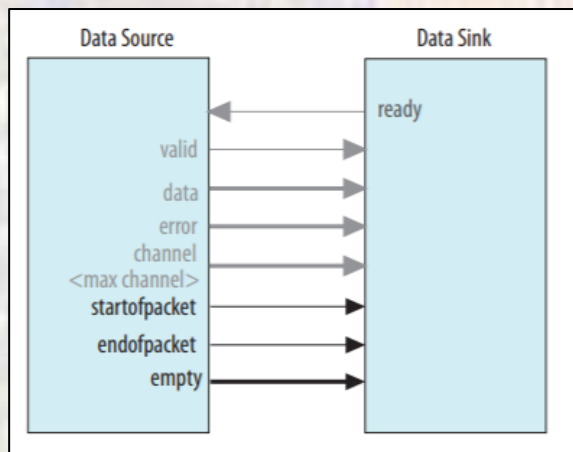 Data Source
Data Sink
ready
valid
data
error
channel
<max channel>
startofpacket
endofpacket
empty